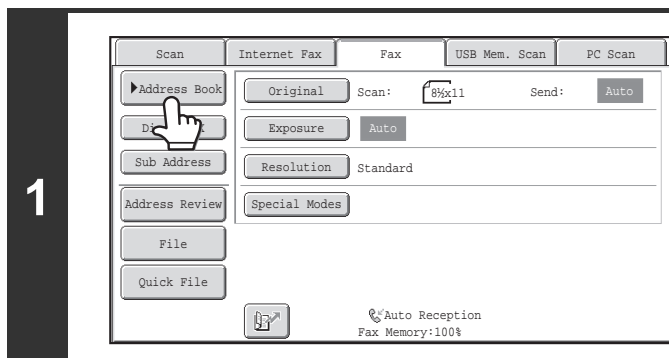 1
Scan Internet Fax Fax USB Mem. Scan PC Scan
Address Book
Original Scan: 8½x11 Send: Auto
Exposure Auto
Sub Address
Resolution Standard
Address Review
Special Modes
File
Quick File
Auto Reception
Fax Memory:100%